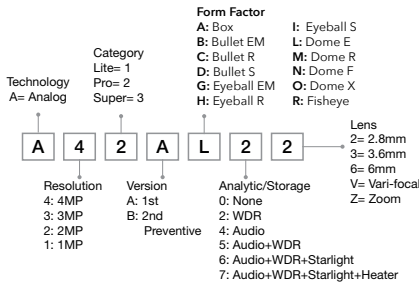 Form Factor
A: Box
B: Bullet EM
C: Bullet R
D: Bullet S
G: Eyeball EM
H: Eyeball R
I: Eyeball S
L: Dome E
M: Dome R
N: Dome F
O: Dome X
R: Fisheye
Category
Lite= 1
Pro= 2
Super= 3
Technology
A= Analog
A 4 2 A L 2 2
Lens
2= 2.8mm
3= 3.6mm
6= 6mm
V= Vari-focal
Z= Zoom
Resolution
4: 4MP
3: 3MP
2: 2MP
1: 1MP
Version
A: 1st
B: 2nd
Preventive
Analytic/Storage
0: None
2: WDR
4: Audio
5: Audio+WDR
6: Audio+WDR+Starlight
7: Audio+WDR+Starlight+Heater